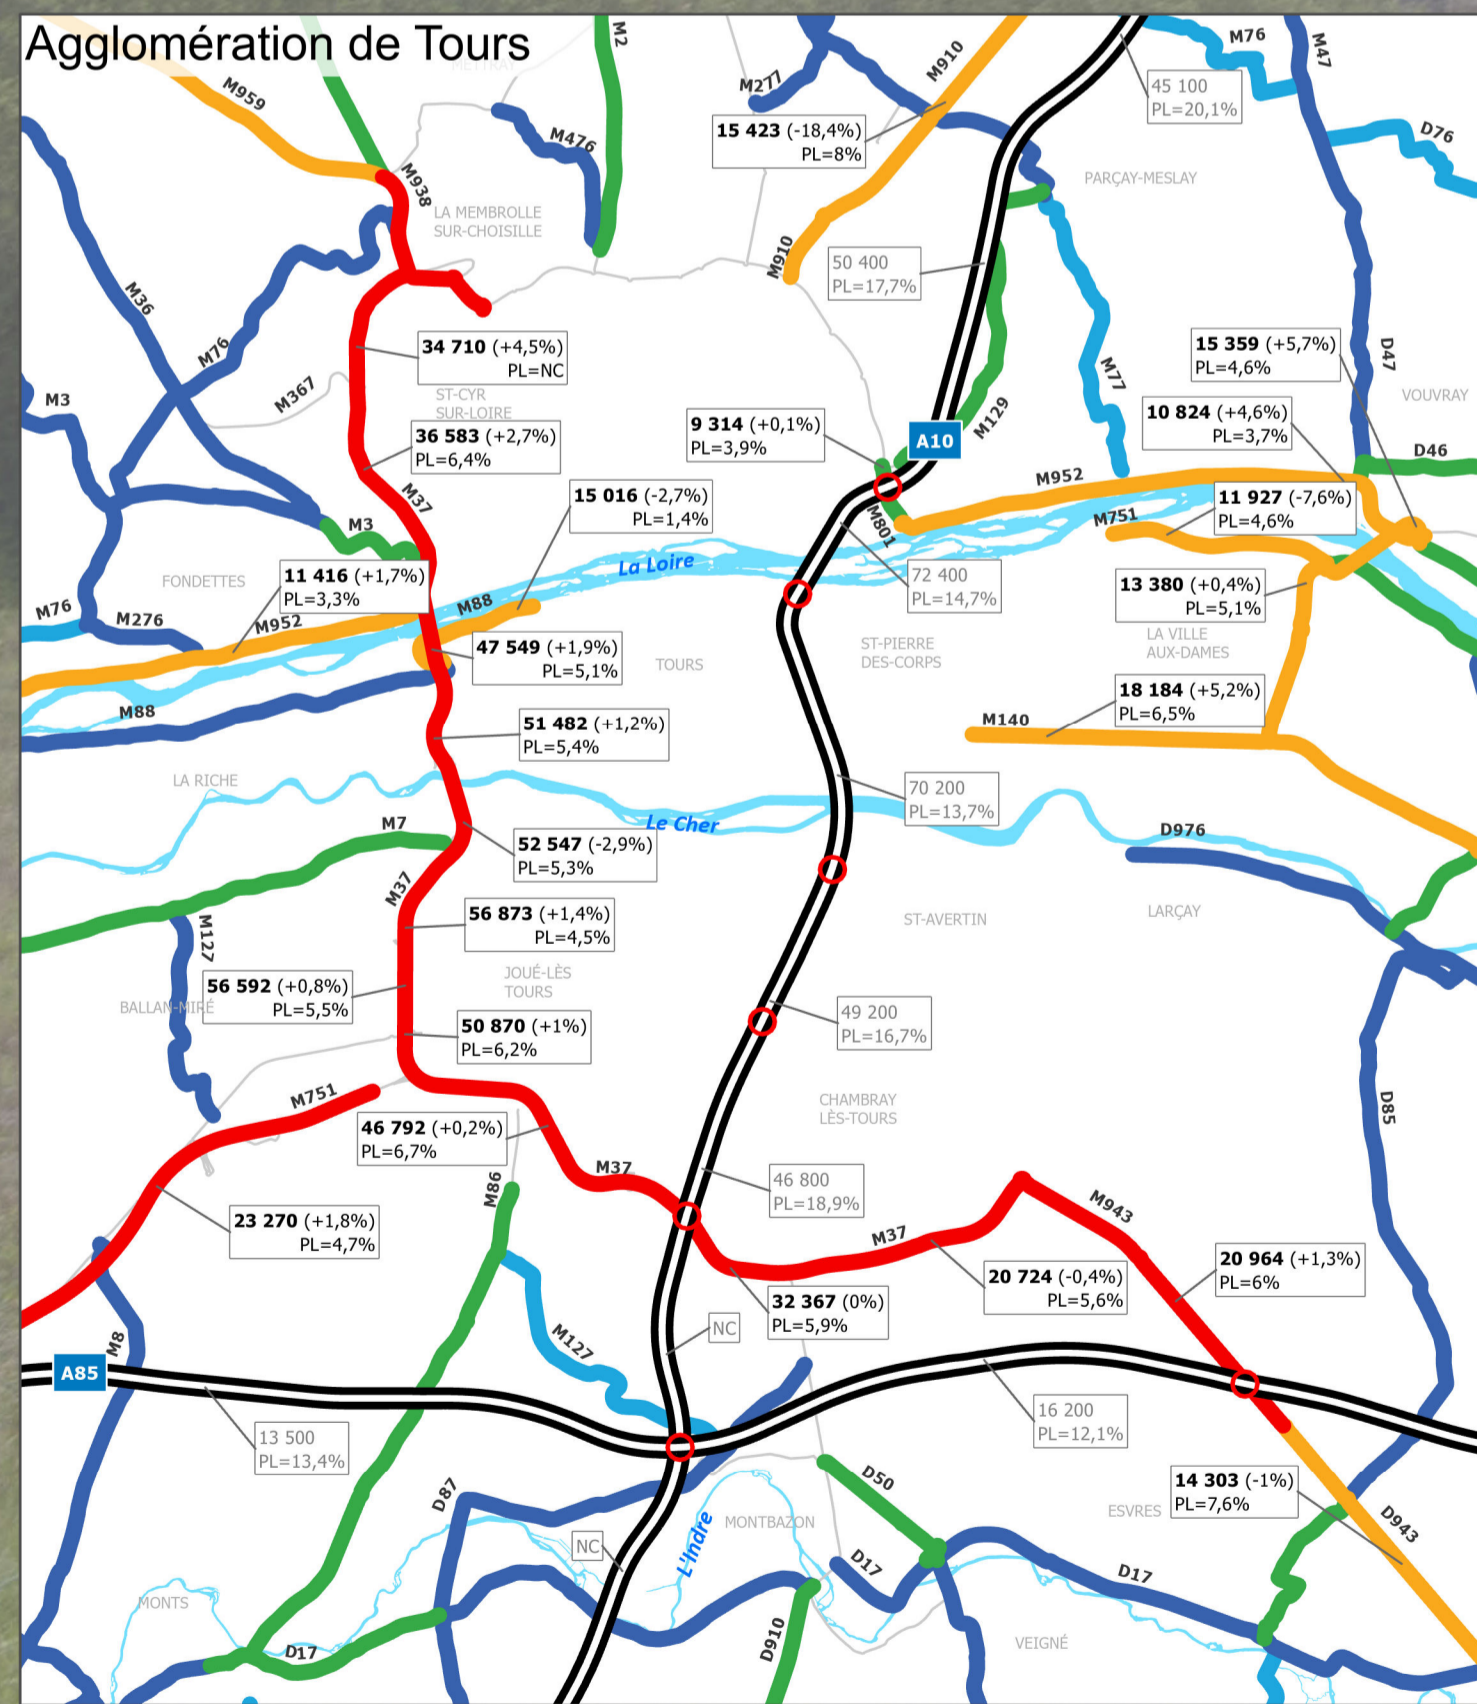 Agglomération de Tours
M2
M76
M47
M910
45 100
PL=20,1%
M959
M277
15 423 (-18,4%)
PL=8%
M476
D76
M938
PARÇAY-MESLAY
LA MEMBROLLE
SUR-CHOISILLE
M910
50 400
PL=17,7%
M36
34 710 (+4,5%)
PL=NC
15 359 (+5,7%)
PL=4,6%
D47
M76
M77
M3
M367
ST-CYR
SUR-LOIRE
VOUVRAY
9 314 (+0,1%)
PL=3,9%
M129
10 824 (+4,6%)
PL=3,7%
36 583 (+2,7%)
PL=6,4%
A10
D46
M952
M37
15 016 (-2,7%)
PL=1,4%
11 927 (-7,6%)
PL=4,6%
M3
M801
M751
La Loire
FONDETTES
11 416 (+1,7%)
PL=3,3%
72 400
PL=14,7%
13 380 (+0,4%)
PL=5,1%
M76
M276
M952
M88
LA VILLE
AUX-DAMES
47 549 (+1,9%)
PL=5,1%
TOURS
ST-PIERRE
DES-CORPS
18 184 (+5,2%)
PL=6,5%
M88
M140
51 482 (+1,2%)
PL=5,4%
LA RICHE
70 200
PL=13,7%
M7
Le Cher
D976
52 547 (-2,9%)
PL=5,3%
M37
56 873 (+1,4%)
PL=4,5%
ST-AVERTIN
LARÇAY
M127
JOUÉ-LÈS
TOURS
56 592 (+0,8%)
PL=5,5%
BALLAN-MIRÉ
49 200
PL=16,7%
50 870 (+1%)
PL=6,2%
M751
CHAMBRAY
LÈS-TOURS
D85
46 792 (+0,2%)
PL=6,7%
M37
M86
46 800
PL=18,9%
M943
23 270 (+1,8%)
PL=4,7%
M37
20 964 (+1,3%)
PL=6%
20 724 (-0,4%)
PL=5,6%
32 367 (0%)
PL=5,9%
NC
M8
M127
A85
13 500
PL=13,4%
16 200
PL=12,1%
D50
14 303 (-1%)
PL=7,6%
D87
ESVRES
D943
MONTBAZON
L'Indre
NC
D17
D17
MONTS
D910
VEIGNÉ
D17